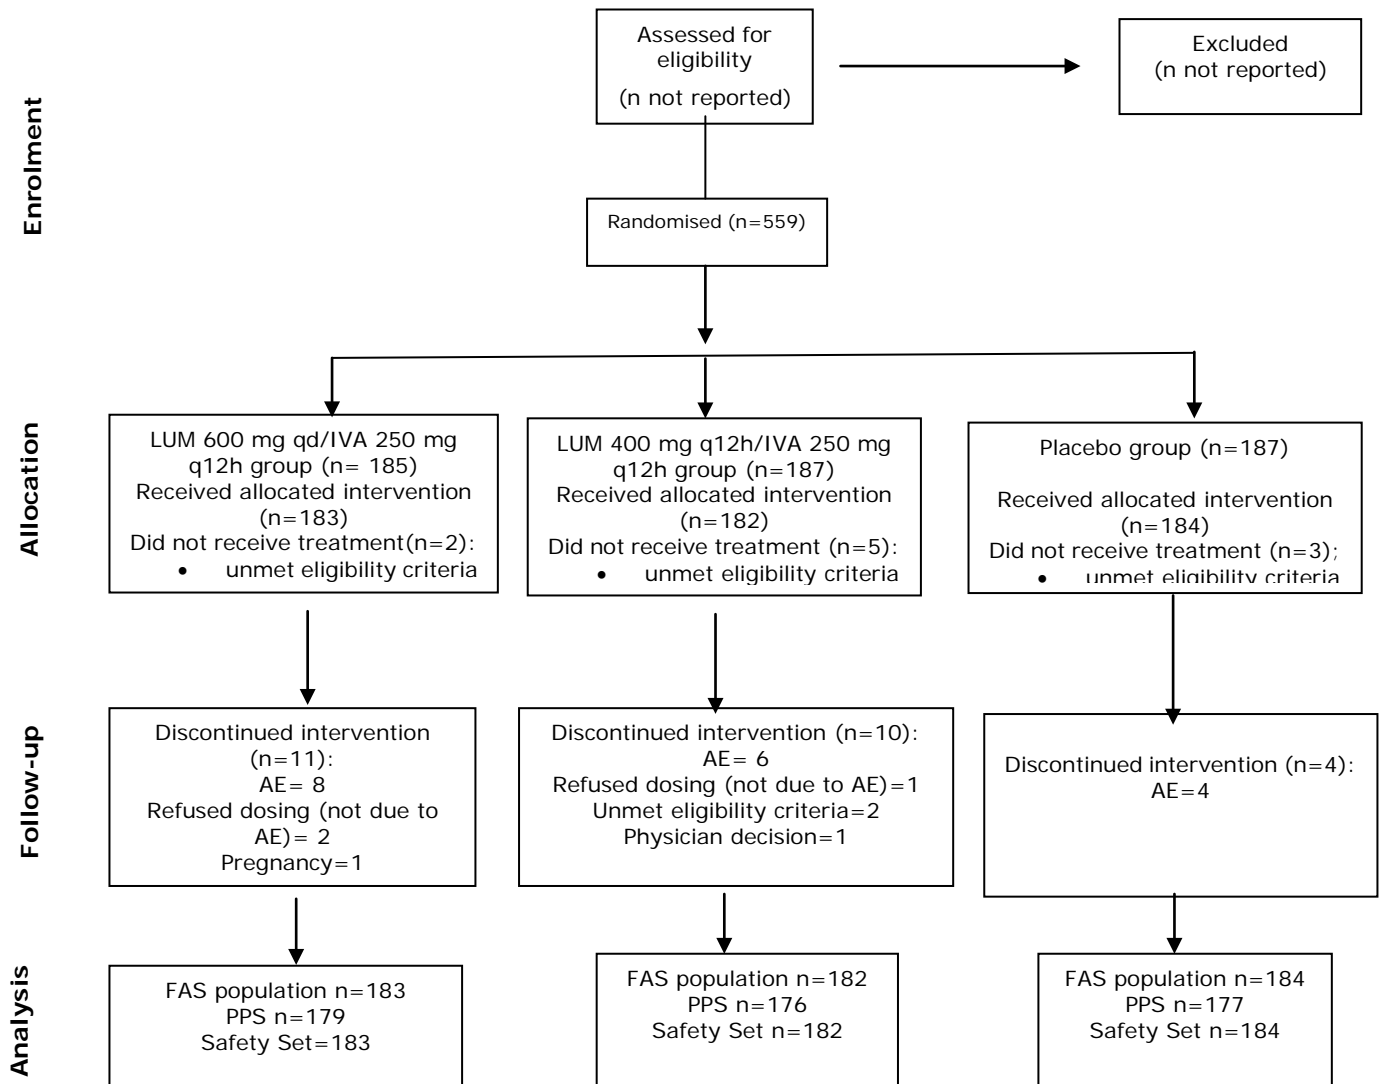 Enrolment
Assessed for
eligibility
(n not reported)
Excluded
(n not reported)
Randomised (n=559)
Allocation
LUM 600 mg qd/IVA 250 mg
q12h group (n= 185)
Received allocated intervention
(n=183)
Did not receive treatment(n=2):
• unmet eligibility criteria
LUM 400 mg q12h/IVA 250 mg
q12h group (n=187)
Received allocated intervention
(n=182)
Did not receive treatment (n=5):
• unmet eligibility criteria
Placebo group (n=187)
Received allocated intervention
(n=184)
Did not receive treatment (n=3);
• unmet eligibility criteria
Follow-up
Discontinued intervention
(n=11):
AE= 8
Refused dosing (not due to
AE)= 2
Pregnancy=1
Discontinued intervention (n=10):
AE= 6
Refused dosing (not due to AE)=1
Unmet eligibility criteria=2
Physician decision=1
Discontinued intervention (n=4):
AE=4
Analysis
FAS population n=183
PPS n=179
Safety Set=183
FAS population n=182
PPS n=176
Safety Set n=182
FAS population n=184
PPS n=177
Safety Set n=184